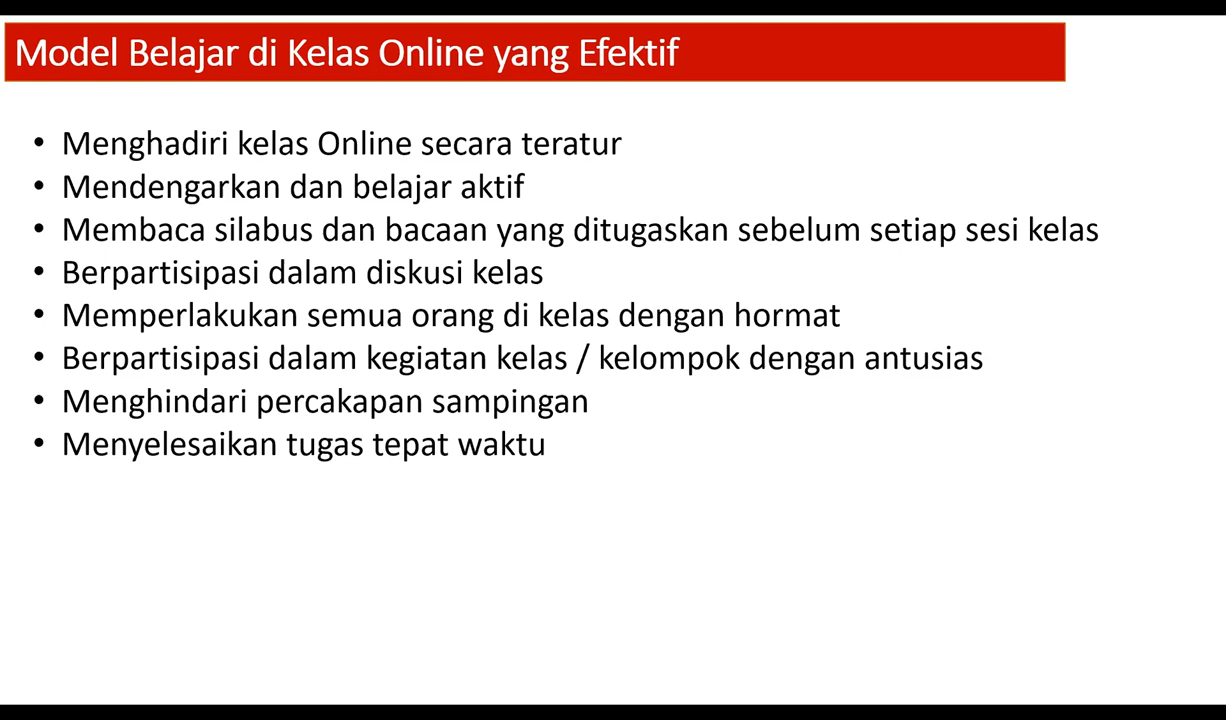 Model Belajar di Kelas Online yang Efektif
• Menghadiri kelas Online secara teratur
• Mendengarkan dan belajar aktif
• Membaca silabus dan bacaan yang ditugaskan sebelum setiap sesi kelas
• Berpartisipasi dalam diskusi kelas
• Memperlakukan semua orang di kelas dengan hormat
• Berpartisipasi dalam kegiatan kelas / kelompok dengan antusias
• Menghindari percakapan sampingan
• Menyelesaikan tugas tepat waktu